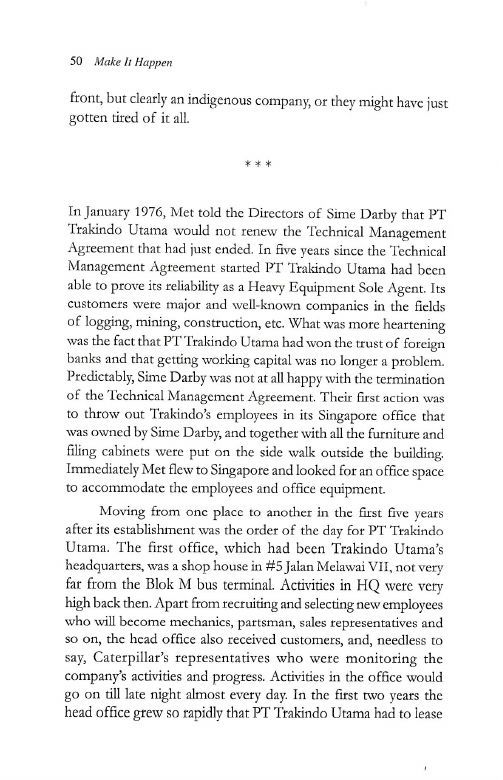 50 Make It Happen
front, but clearly an indigenous company, or they might have just
gotten tired of it all.
***
In January 1976, Met told the Directors of Sime Darby that PT
Trakindo Utama would not renew the Technical Management
Agreement that had just ended. In five years since the Technical
Management Agreement started PT Trakindo Utama had been
able to prove its reliability as a Heavy Equipment Sole Agent. Its
customers were major and well-known companies in the fields
of logging, mining, construction, etc. What was more heartening
was the fact that PT Trakindo Utama had won the trust of foreign
banks and that getting working capital was no longer a problem.
Predictably, Sime Darby was not at all happy with the termination
of the Technical Management Agreement. Their first action was
to throw out Trakindo's employees in its Singapore office that
was owned by Sime Darby, and together with all the furniture and
filing cabinets were put on the side walk outside the building.
Immediately Met flew to Singapore and looked for an office space
to accommodate the employees and office equipment.
Moving from one place to another in the first five years
after its establishment was the order of the day for PT Trakindo
Utama. The first office, which had been Trakindo Utama's
headquarters, was a shop house in #5 Jalan Melawai VII, not very
far from the Blok M bus terminal. Activities in HQ were very
high back then. Apart from recruiting and selecting new employees
who will become mechanics, partsman, sales representatives and
so on, the head office also received customers, and, needless to
say, Caterpillar's representatives who were monitoring the
company's activities and progress. Activities in the office would
go on till late night almost every day. In the first two years the
head office grew so rapidly that PT Trakindo Utama had to lease